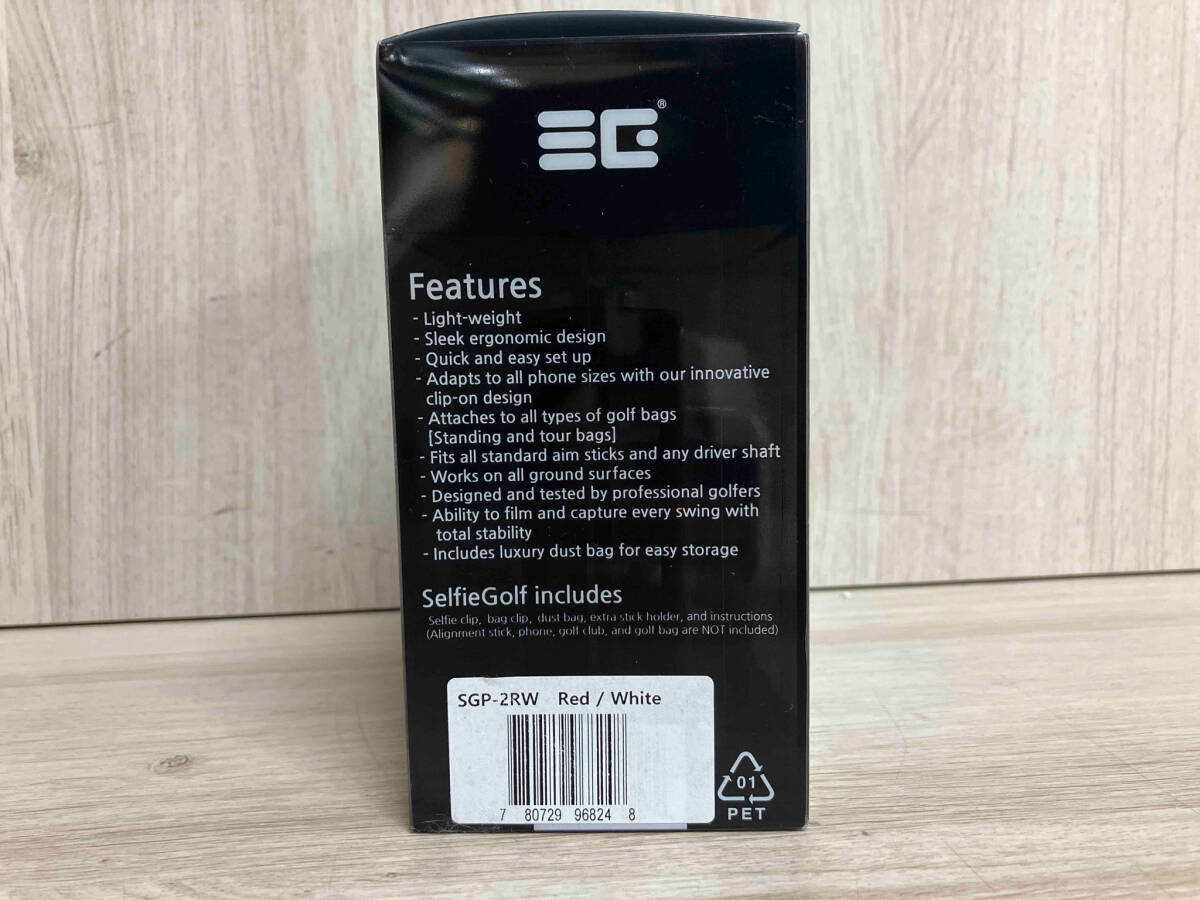 ®
Features
- Light-weight
- Sleek ergonomic design
- Quick and easy set up
- Adapts to all phone sizes with our innovative
clip-on design
- Attaches to all types of golf bags
[Standing and tour bags]
- Fits all standard aim sticks and any driver shaft
- Works on all ground surfaces
- Designed and tested by professional golfers
- Ability to film and capture every swing with
total stability
- Includes luxury dust bag for easy storage
SelfieGolf includes
Selfie clip, bag clip, dust bag, extra stick holder, and instructions
(Alignment stick, phone, golf club, and golf bag are NOT included)
SGP-2RW Red / White
7 80729 96824 8
01
PET